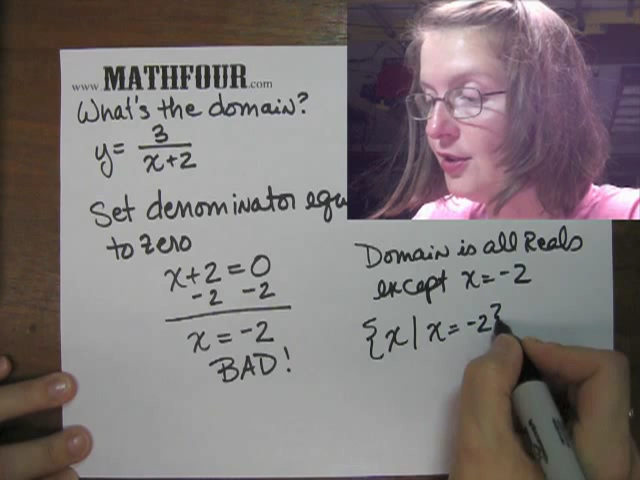 www.MATHFOUR.com
What's the domain?
y = 3
x+2
Set denominator equ
to zero
x+2=0
-2 -2
x = -2
BAD!
Domain is all Reals
except x=-2
{x | x=-2}